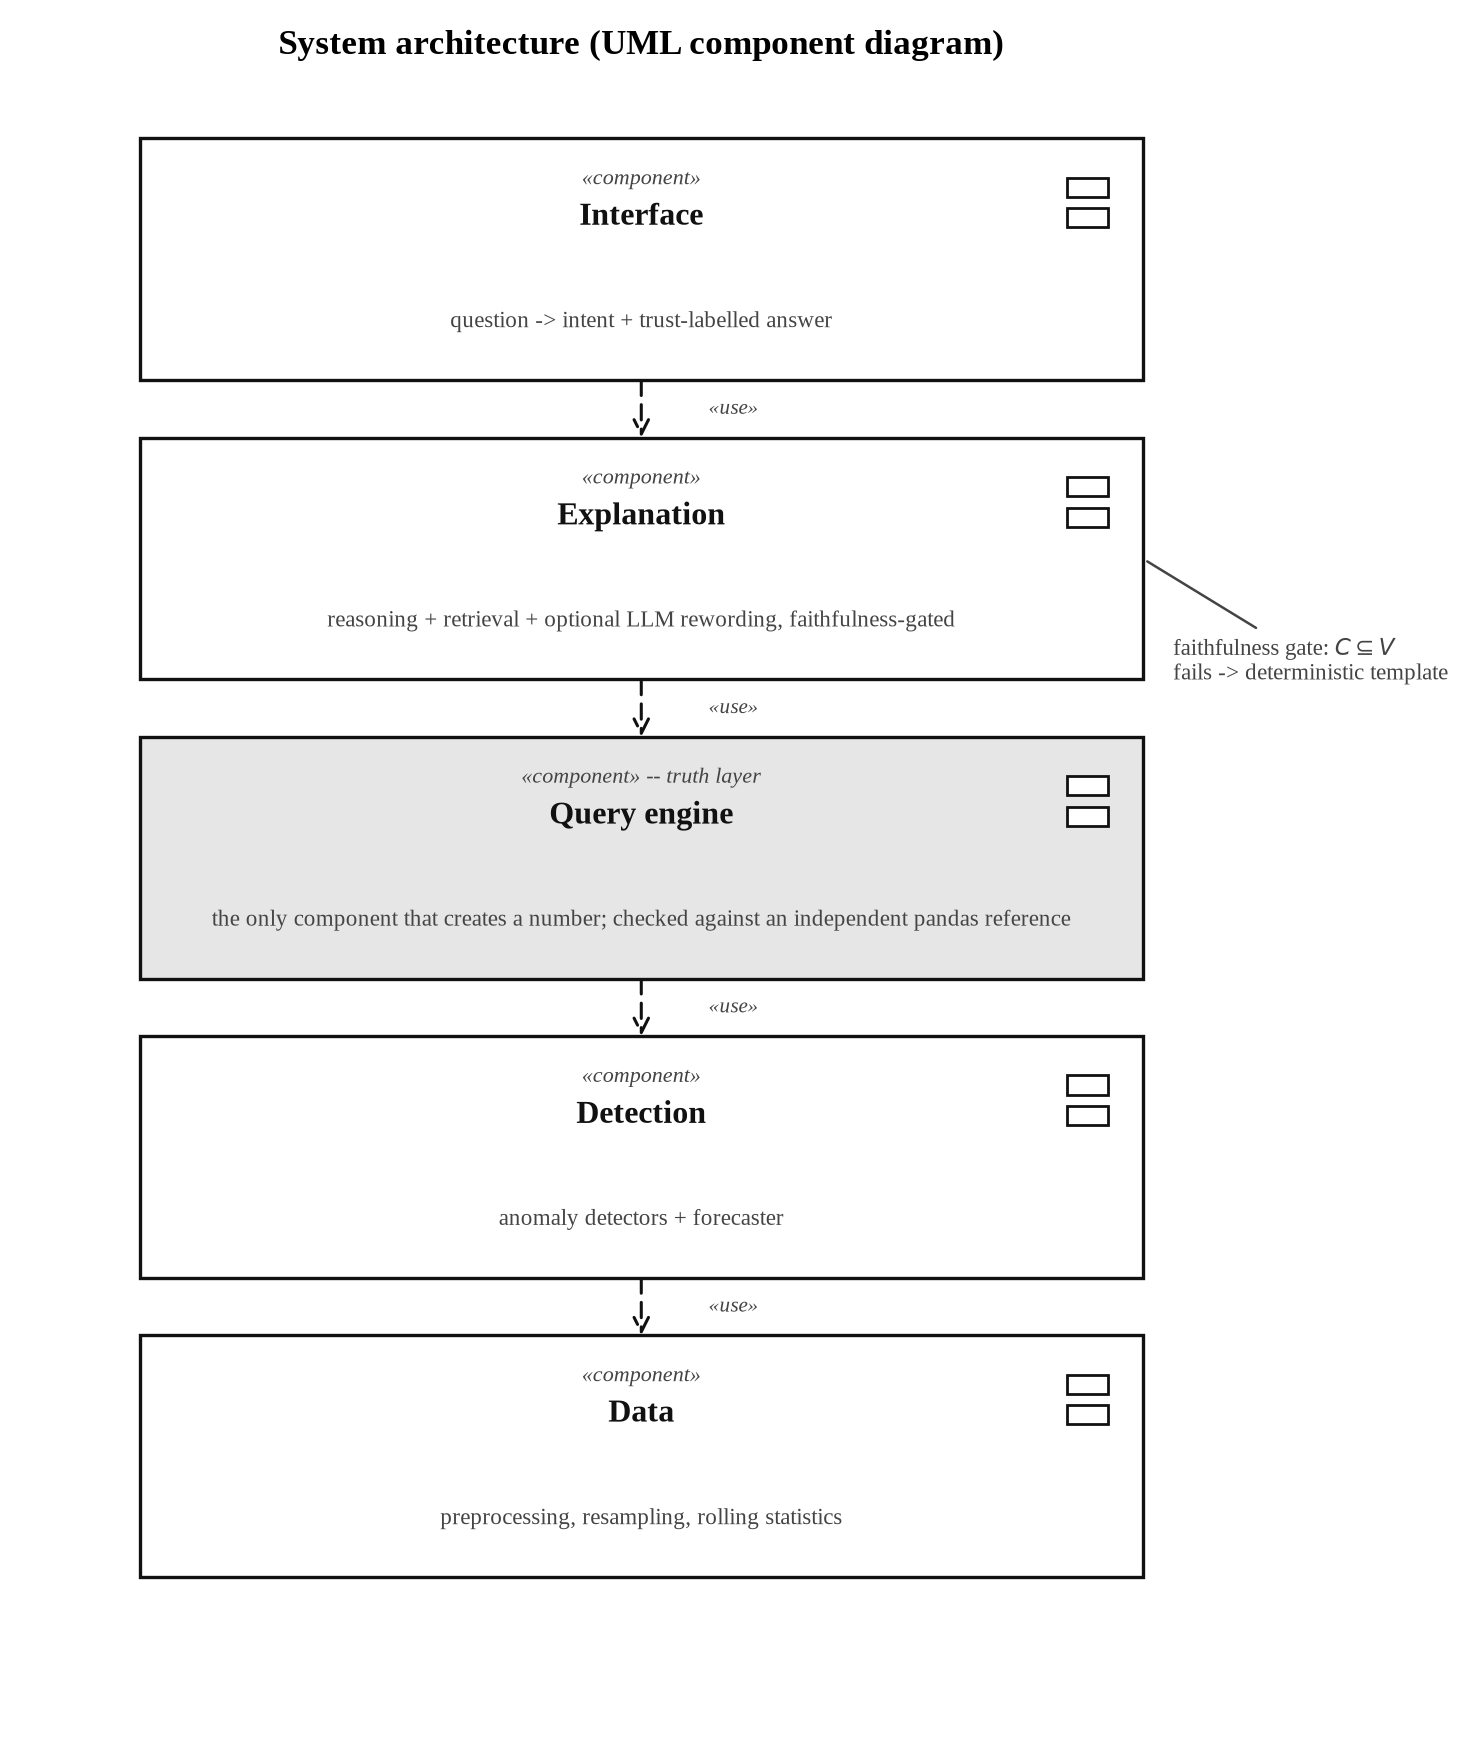 System architecture (UML component diagram)
«component»
Interface
question -> intent + trust-labelled answer
«use»
«component»
Explanation
reasoning + retrieval + optional LLM rewording, faithfulness-gated
faithfulness gate: C ⊆ V
fails -> deterministic template
«use»
«component» -- truth layer
Query engine
the only component that creates a number; checked against an independent pandas reference
«use»
«component»
Detection
anomaly detectors + forecaster
«use»
«component»
Data
preprocessing, resampling, rolling statistics